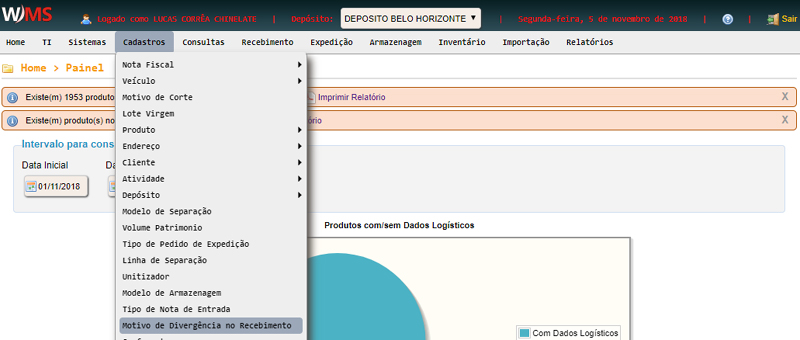 WMS Logado como LUCAS CORRÊA CHINELATE | Depósito: DEPOSITO BELO HORIZONTE | Segunda-feira, 5 de novembro de 2018 | | Sair
Home TI Sistemas Cadastros Consultas Recebimento Expedição Armazenagem Inventário Importação Relatórios
Home > Painel
Existe(m) 1953 produto Imprimir Relatório X
Existe(m) produto(s) no X
Intervalo para cons
Data Inicial
01/11/2018
Nota Fiscal
Veículo
Motivo de Corte
Lote Virgem
Produto
Endereço
Cliente
Atividade
Depósito
Modelo de Separação
Volume Patrimonio
Tipo de Pedido de Expedição
Linha de Separação
Unitizador
Modelo de Armazenagem
Tipo de Nota de Entrada
Motivo de Divergência no Recebimento
Produtos com/sem Dados Logísticos
Com Dados Logísticos